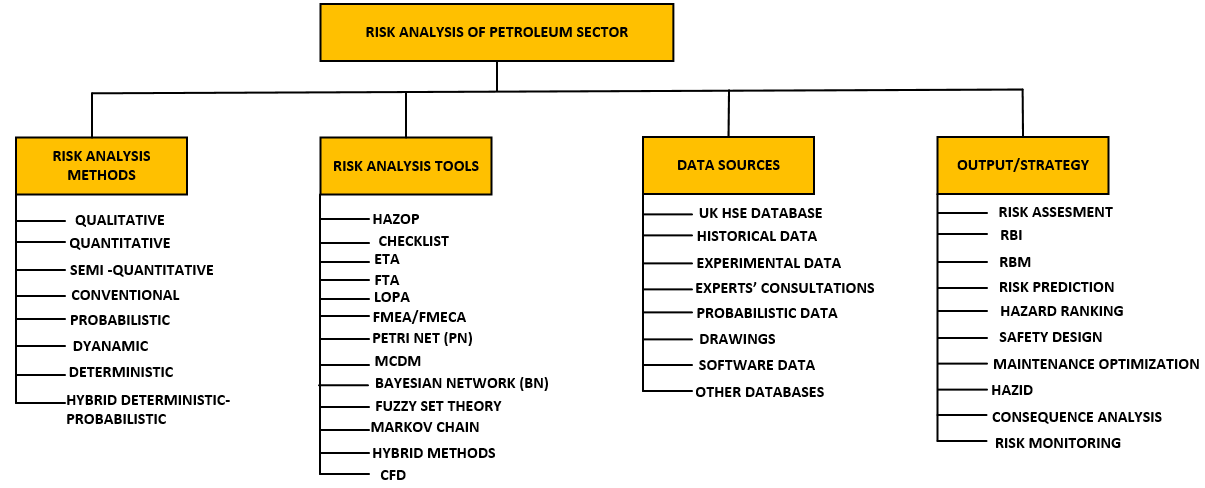 RISK ANALYSIS OF PETROLEUM SECTOR
RISK ANALYSIS
METHODS
QUALITATIVE
QUANTITATIVE
SEMI -QUANTITATIVE
CONVENTIONAL
PROBABILISTIC
DYANAMIC
DETERMINISTIC
HYBRID DETERMINISTIC-
PROBABILISTIC
RISK ANALYSIS TOOLS
HAZOP
CHECKLIST
ETA
FTA
LOPA
FMEA/FMECA
PETRI NET (PN)
MCDM
BAYESIAN NETWORK (BN)
FUZZY SET THEORY
MARKOV CHAIN
HYBRID METHODS
CFD
DATA SOURCES
UK HSE DATABASE
HISTORICAL DATA
EXPERIMENTAL DATA
EXPERTS’ CONSULTATIONS
PROBABILISTIC DATA
DRAWINGS
SOFTWARE DATA
OTHER DATABASES
OUTPUT/STRATEGY
RISK ASSESMENT
RBI
RBM
RISK PREDICTION
HAZARD RANKING
SAFETY DESIGN
MAINTENANCE OPTIMIZATION
HAZID
CONSEQUENCE ANALYSIS
RISK MONITORING